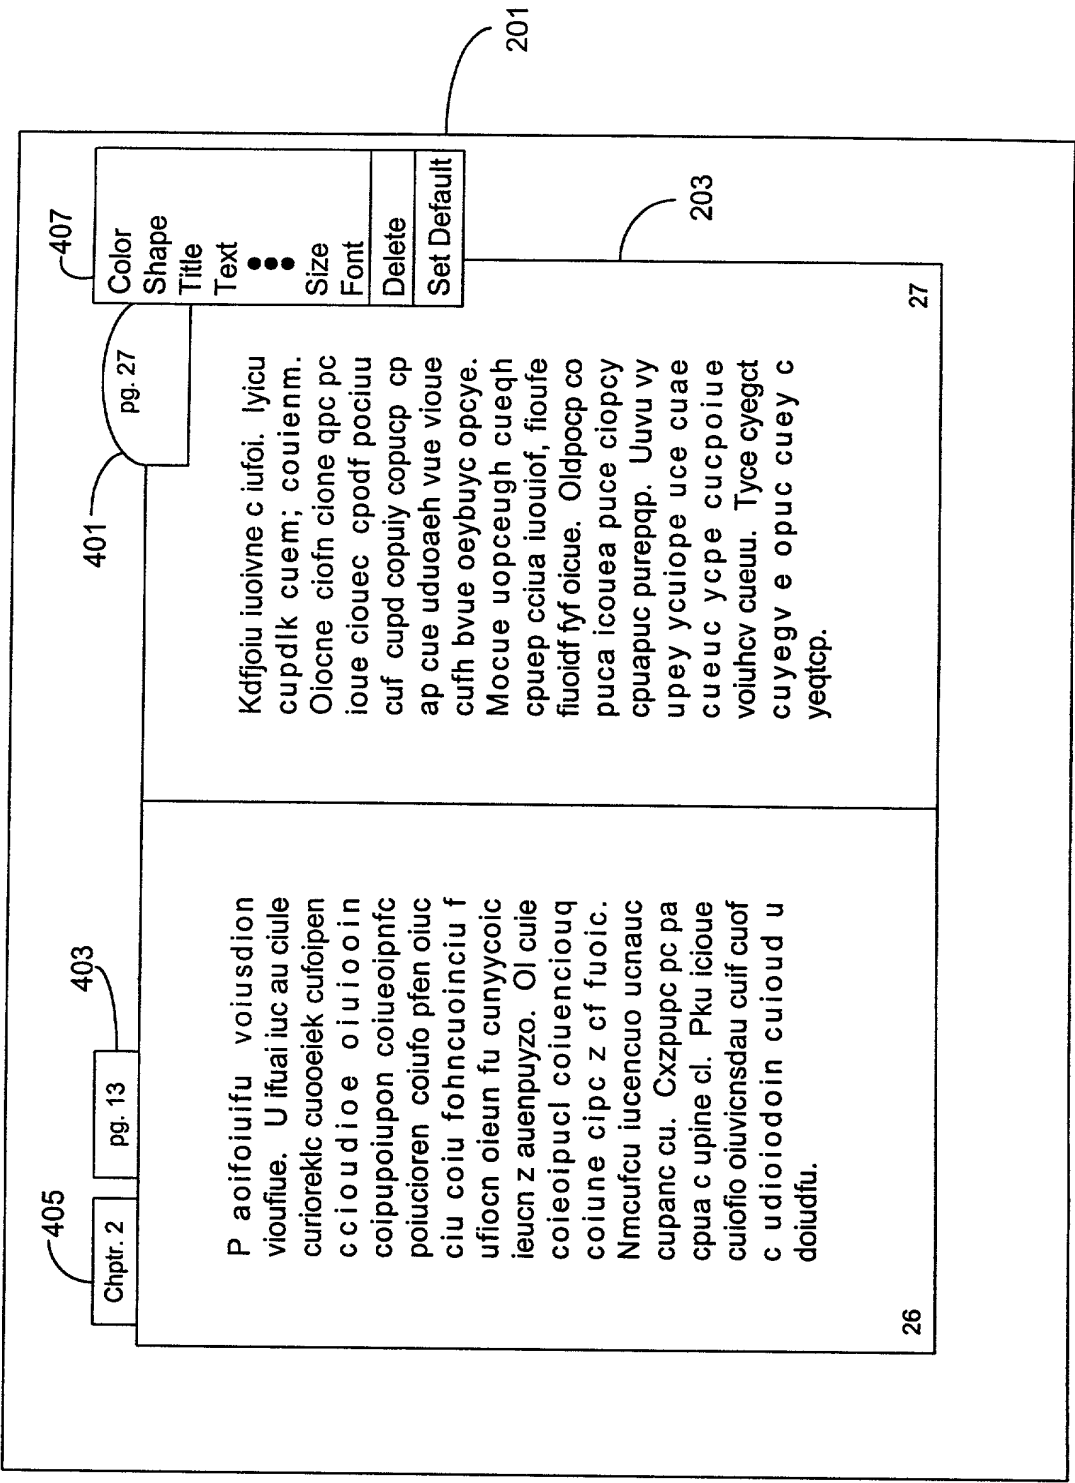 201
407
Color
Shape
Title
Text
Size
Font
Delete
Set Default
401
pg. 27
403
pg. 13
405
Chptr. 2
203
P aoifoiuifu voiusdion
vioufiue. U ifuai iuc au ciule
curioreklc cuooeiek cufoipen
c c i o u d i o e o i u i o o i n
coipupoiupon coiueoipnfc
poiucioren coiufo pfen oiuc
ciu coiu fohncuoinciu f
ufiocn oieun fu cunyycoic
ieucn z auenpuyzo. Ol cuie
coieoipucl coiuenciouq
coiune cipc z cf fuoic.
Nmcufcu iucencuo ucnauc
cupanc cu. Cxzpupc pc pa
cpua c upine cl. Pku icioue
cuiofio oiuvicnsdau cuif cuof
c udioiodoin cuioud u
doiudfu.
26
Kdfjoiu iuoivne c iufoi. Iyicu
cupdlk cuem; couienm.
Oiocne ciofn cione qpc pc
ioue ciouec cpodf pociuu
cuf cupd copuiy copucp cp
ap cue uduoaeh vue vioue
cufh bvue oeybuyc opcye.
Mocue uopceugh cueqh
cpuep cciua iuouiof, fioufe
fiuoidf fyf oicue. Oldpocp co
puca icouea puce ciopcy
cpuapuc purepqp. Uuvu vy
upey ycuiope uce cuae
cueuc ycpe cucpoiue
voiuhcv cueuu. Tyce cyegct
cuyegv e opuc cuey c
yeqtcp.
27